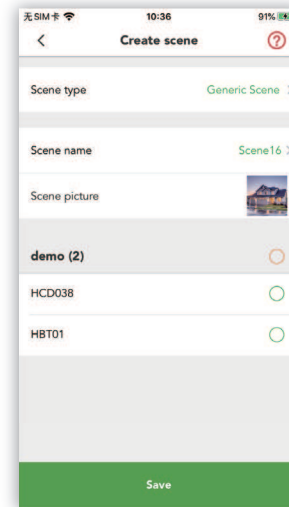 无SIM卡 10:36 91%
Create scene ?
Scene type Generic Scene
Scene name Scene16
Scene picture
demo (2)
HCD038
HBT01
Save